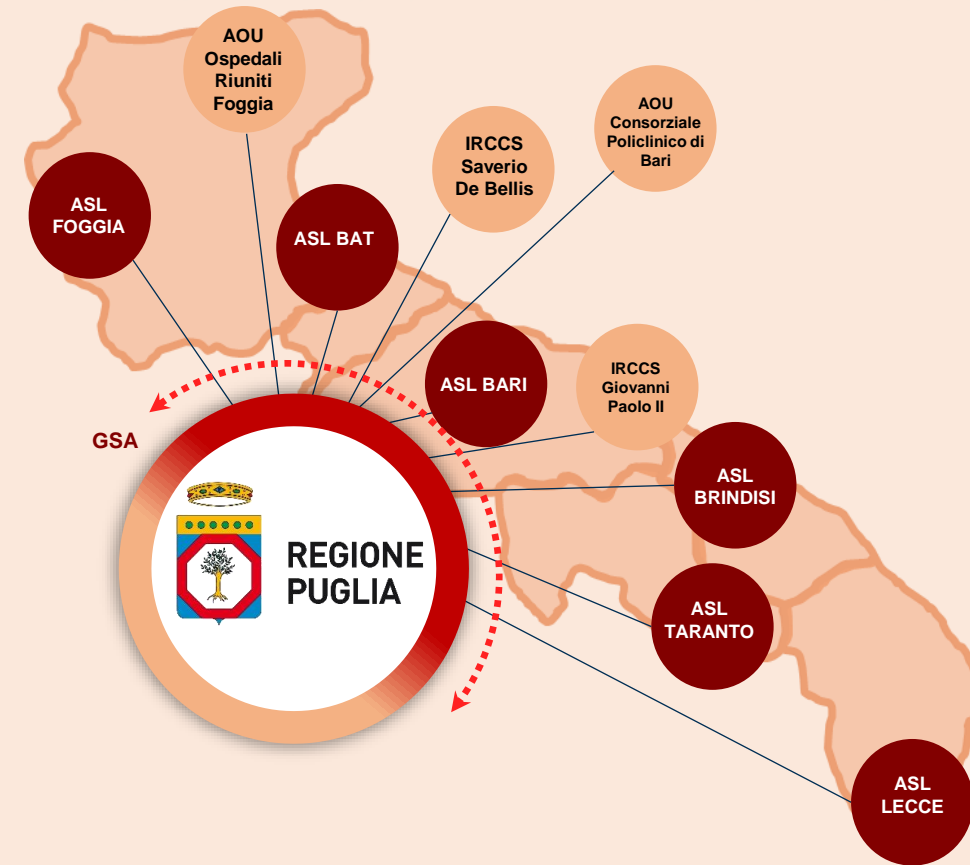 AOU
Ospedali
Riuniti
Foggia
AOU
Consorziale
Policlinico di
Bari
IRCCS
Saverio
De Bellis
ASL
FOGGIA
ASL BAT
ASL BARI
IRCCS
Giovanni
Paolo II
GSA
ASL
BRINDISI
REGIONE
PUGLIA
ASL
TARANTO
ASL
LECCE